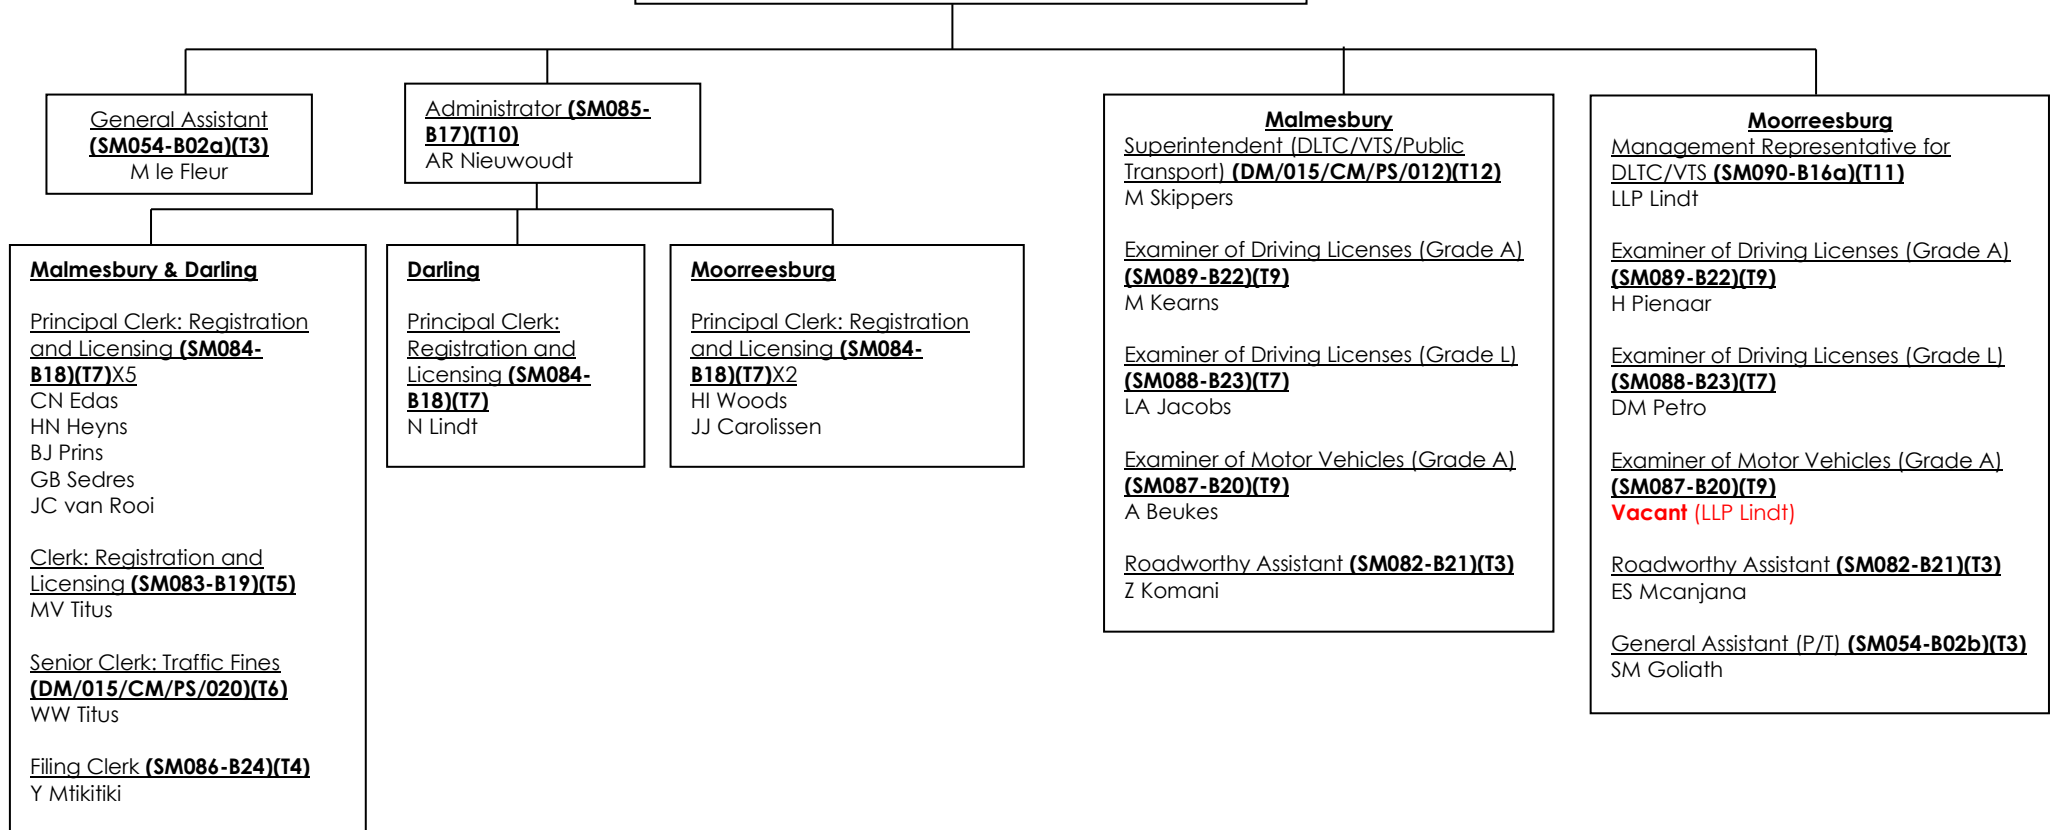 General Assistant
(SM054-B02a)(T3)
M le Fleur
Administrator (SM085-
B17)(T10)
AR Nieuwoudt
Malmesbury & Darling
Principal Clerk: Registration
and Licensing (SM084-
B18)(T7)X5
CN Edas
HN Heyns
BJ Prins
GB Sedres
JC van Rooi
Clerk: Registration and
Licensing (SM083-B19)(T5)
MV Titus
Senior Clerk: Traffic Fines
(DM/015/CM/PS/020)(T6)
WW Titus
Filing Clerk (SM086-B24)(T4)
Y Mtikitiki
Darling
Principal Clerk:
Registration and
Licensing (SM084-
B18)(T7)
N Lindt
Moorreesburg
Principal Clerk: Registration
and Licensing (SM084-
B18)(T7)X2
HI Woods
JJ Carolissen
Malmesbury
Superintendent (DLTC/VTS/Public
Transport) (DM/015/CM/PS/012)(T12)
M Skippers
Examiner of Driving Licenses (Grade A)
(SM089-B22)(T9)
M Kearns
Examiner of Driving Licenses (Grade L)
(SM088-B23)(T7)
LA Jacobs
Examiner of Motor Vehicles (Grade A)
(SM087-B20)(T9)
A Beukes
Roadworthy Assistant (SM082-B21)(T3)
Z Komani
Moorreesburg
Management Representative for
DLTC/VTS (SM090-B16a)(T11)
LLP Lindt
Examiner of Driving Licenses (Grade A)
(SM089-B22)(T9)
H Pienaar
Examiner of Driving Licenses (Grade L)
(SM088-B23)(T7)
DM Petro
Examiner of Motor Vehicles (Grade A)
(SM087-B20)(T9)
Vacant (LLP Lindt)
Roadworthy Assistant (SM082-B21)(T3)
ES Mcanjana
General Assistant (P/T) (SM054-B02b)(T3)
SM Goliath